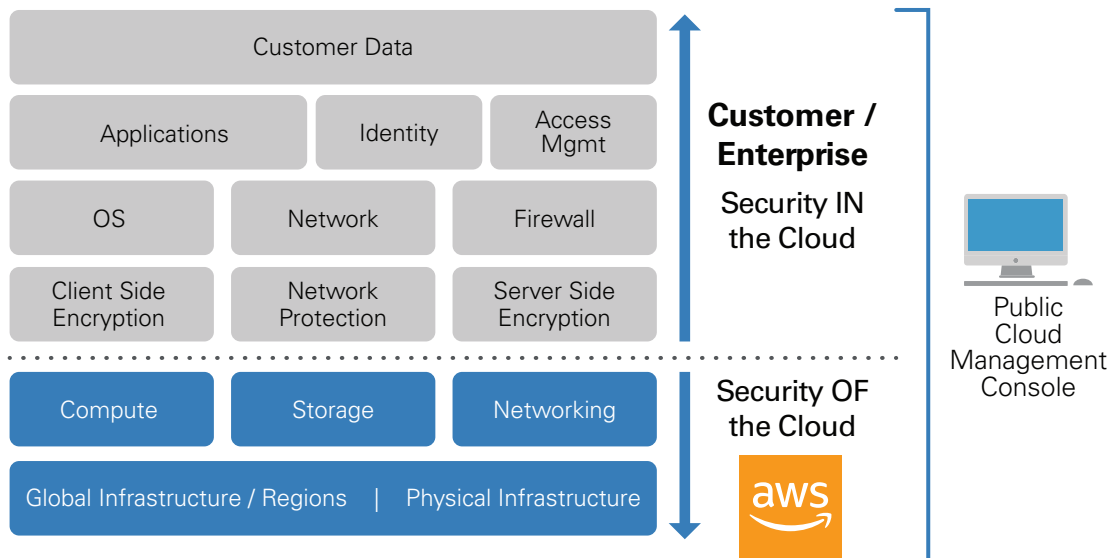 Customer Data
Applications
Identity
Access
Mgmt
OS
Network
Firewall
Client Side
Encryption
Network
Protection
Server Side
Encryption
Customer /
Enterprise
Security IN
the Cloud
Compute
Storage
Networking
Global Infrastructure / Regions | Physical Infrastructure
Security OF
the Cloud
aws
Public
Cloud
Management
Console